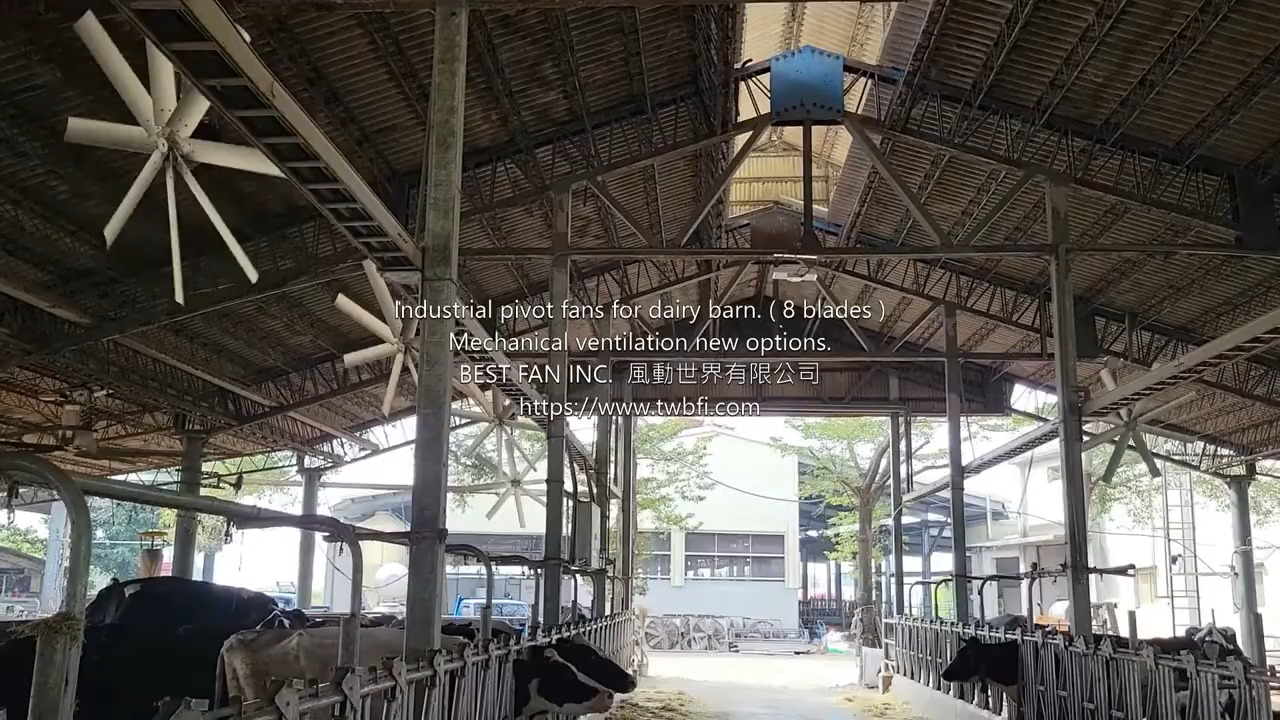 Industrial pivot fans for dairy barn. ( 8 blades )
Mechanical ventilation new options.
BEST FAN INC.  風動世界有限公司
https://www.twbfi.com